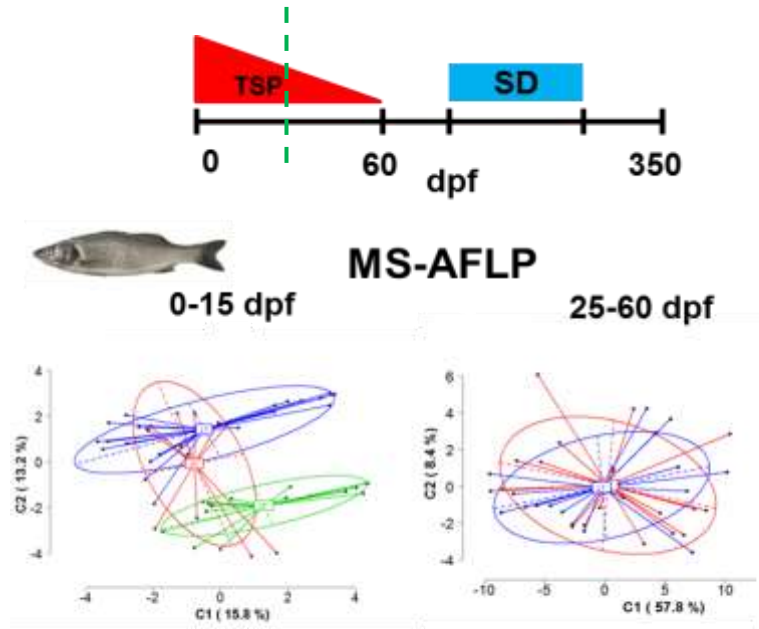 TSP
SD
0
60
dpf
350
MS-AFLP
0-15 dpf
25-60 dpf
4
2
0
-2
-4
C2 ( 13.2 %)
-4
-2
0
2
4
C1 ( 15.8 %)
6
4
2
0
-2
-4
C2 ( 8.4 %)
-10
-5
0
5
10
C1 ( 57.8 %)